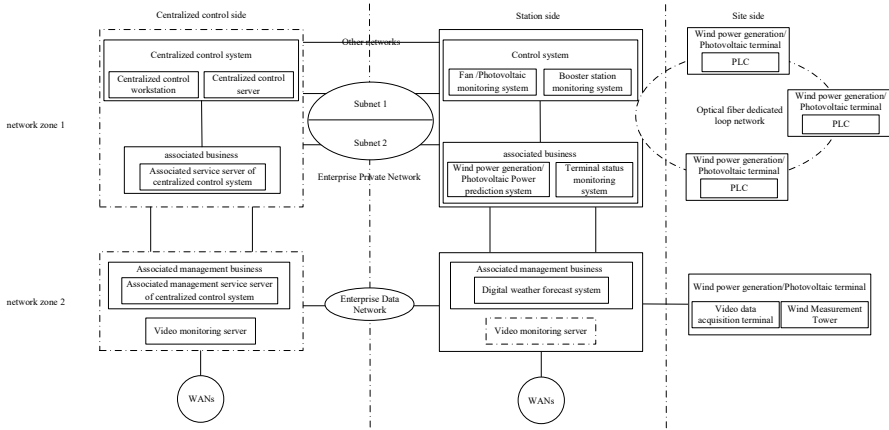 Centralized control side
Station side
Site side
network zone 1
Centralized control system
Centralized control
workstation
Centralized control
server
associated business
Associated service server of
centralized control system
Other networks
Subnet 1
Subnet 2
Enterprise Private Network
Control system
Fan /Photovoltaic
monitoring system
Booster station
monitoring system
associated business
Wind power generation/
Photovoltaic Power
prediction system
Terminal status
monitoring
system
Wind power generation/
Photovoltaic terminal
PLC
Optical fiber dedicated
loop network
Wind power generation/
Photovoltaic terminal
PLC
Wind power generation/
Photovoltaic terminal
PLC
network zone 2
Associated management business
Associated management service server
of centralized control system
Video monitoring server
WANs
Enterprise Data
Network
Associated management business
Digital weather forecast system
Video monitoring server
WANs
Wind power generation/Photovoltaic terminal
Video data
acquisition terminal
Wind Measurement
Tower